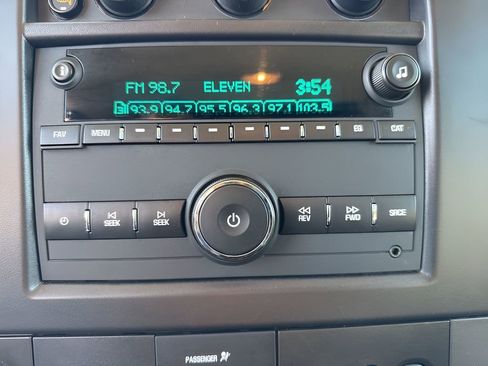 FM 98.7 ELEVEN 3:54
93.9 94.7 95.5 96.3 97.1 103.5
FAV MENU EQ CAT
SEEK SEEK REV FWD SRCE
PASSENGER